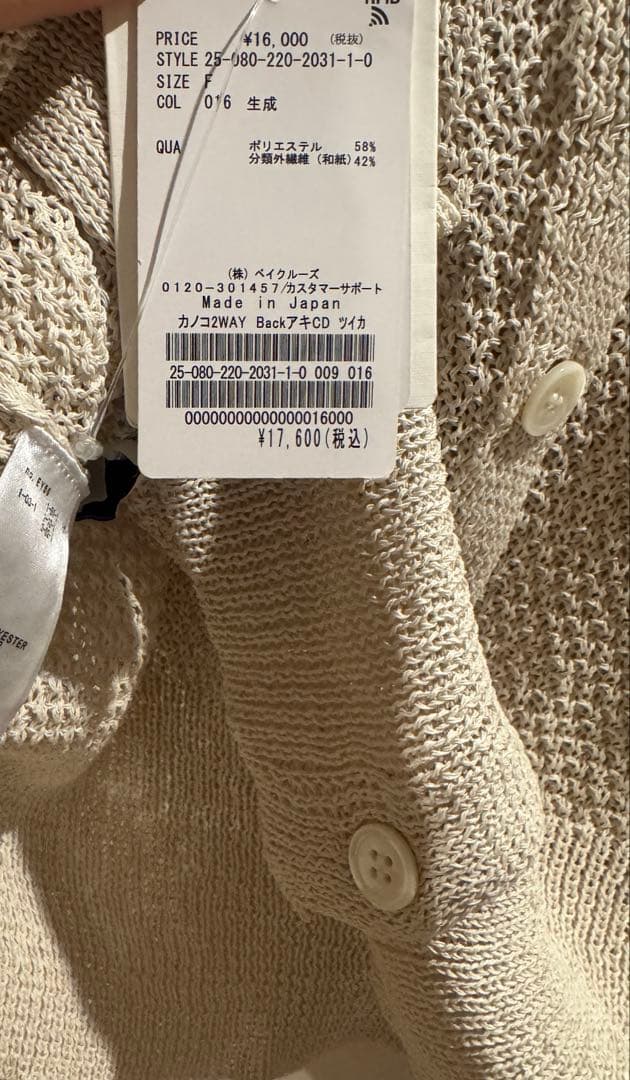 PRICE ¥16,000 (税抜)
STYLE 25-080-220-2031-1-0
SIZE F
COL 016 生成
QUA ポリエステル 58%
分類外繊維 (和紙) 42%
(株) ベイクルーズ
0120-301457/カスタマーサポート
Made in Japan
カノコ2WAY BackアキCD ツイカ
25-080-220-2031-1-0 009 016
00000000000000016000
¥17,600(税込)